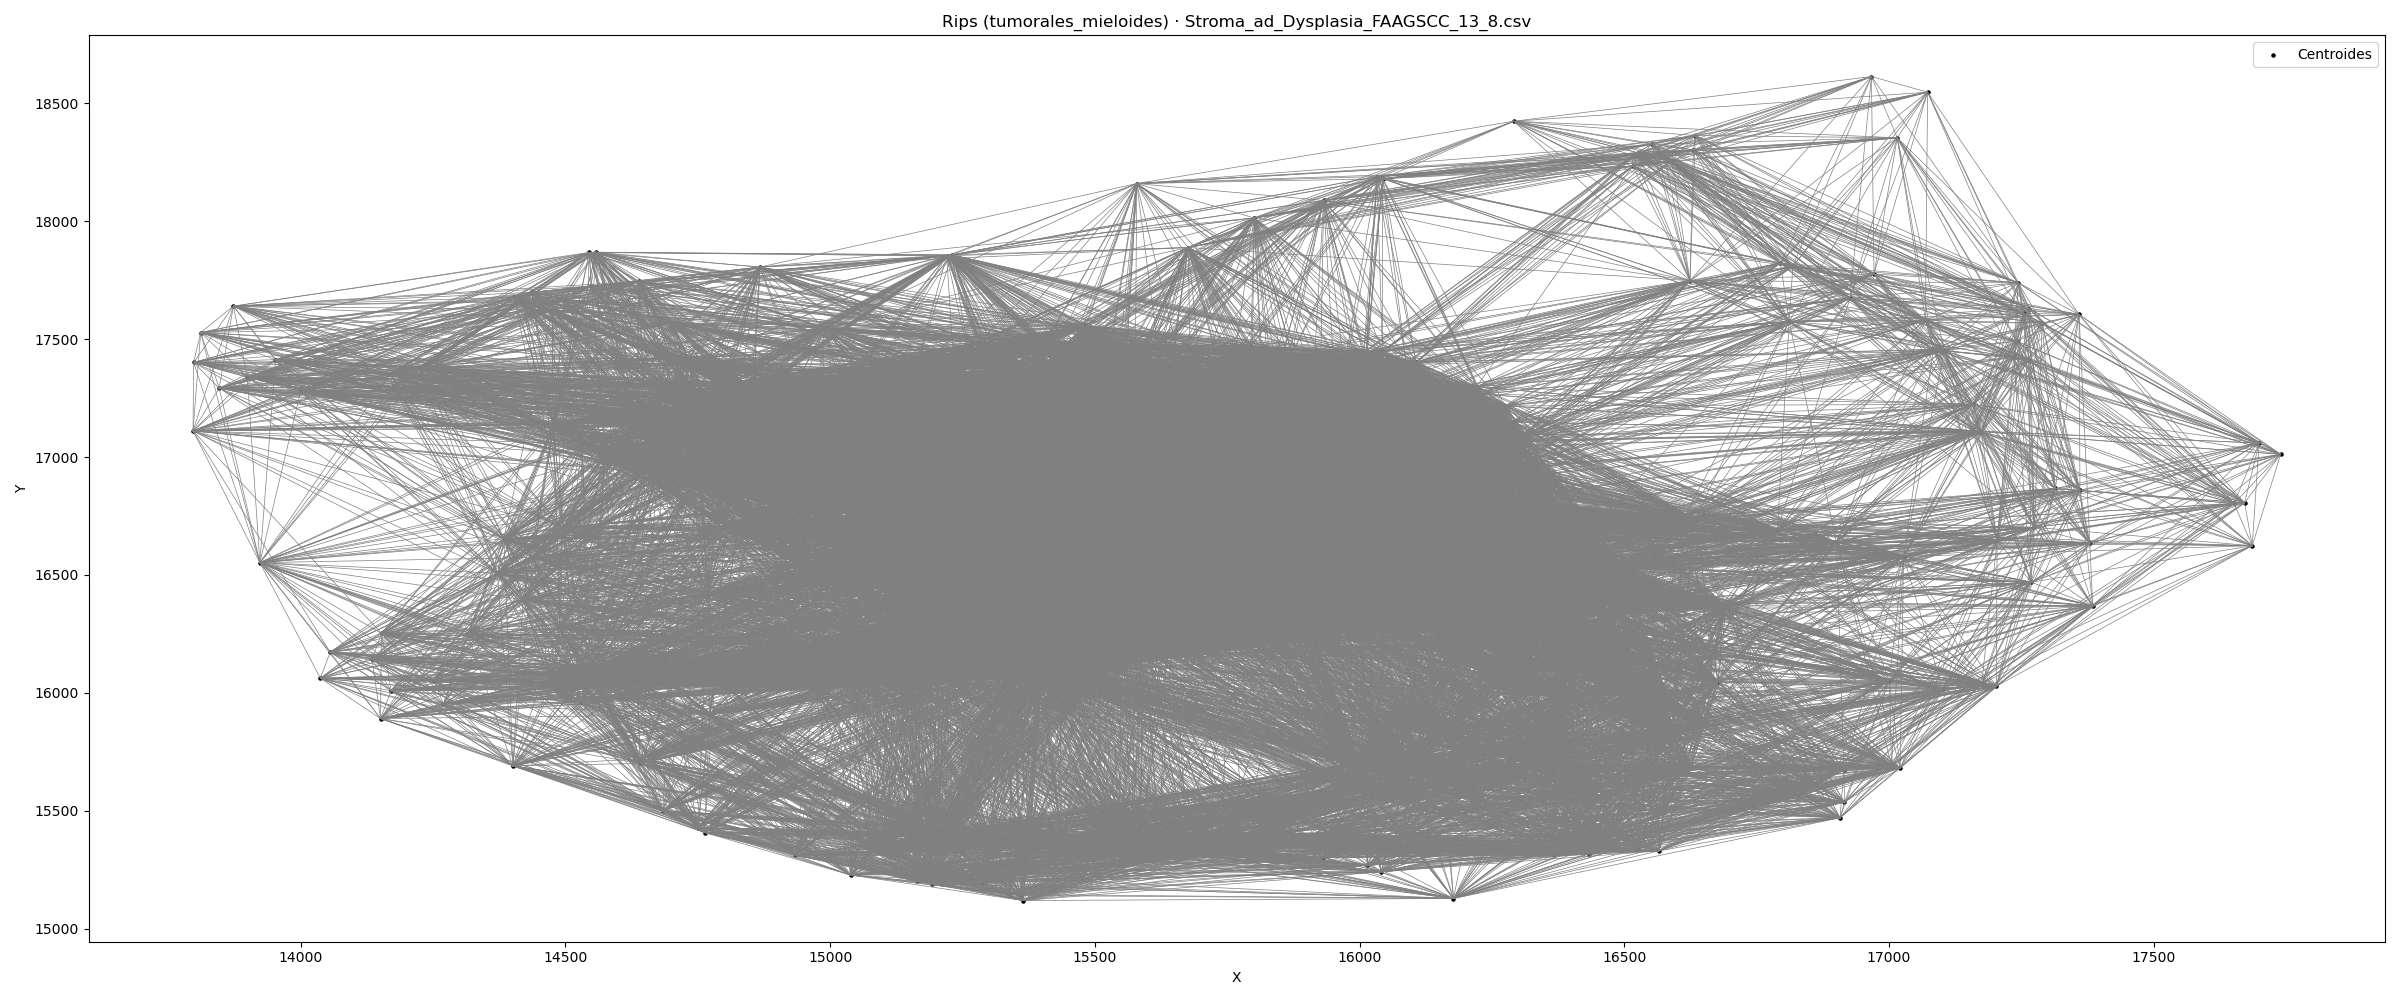 Rips (tumorales_mieloides) · Stroma_ad_Dysplasia_FAAGSCC_13_8.csv
Centroides
18500
18000
17500
17000
16500
16000
15500
15000
Y
14000 14500 15000 15500 16000 16500 17000 17500
X